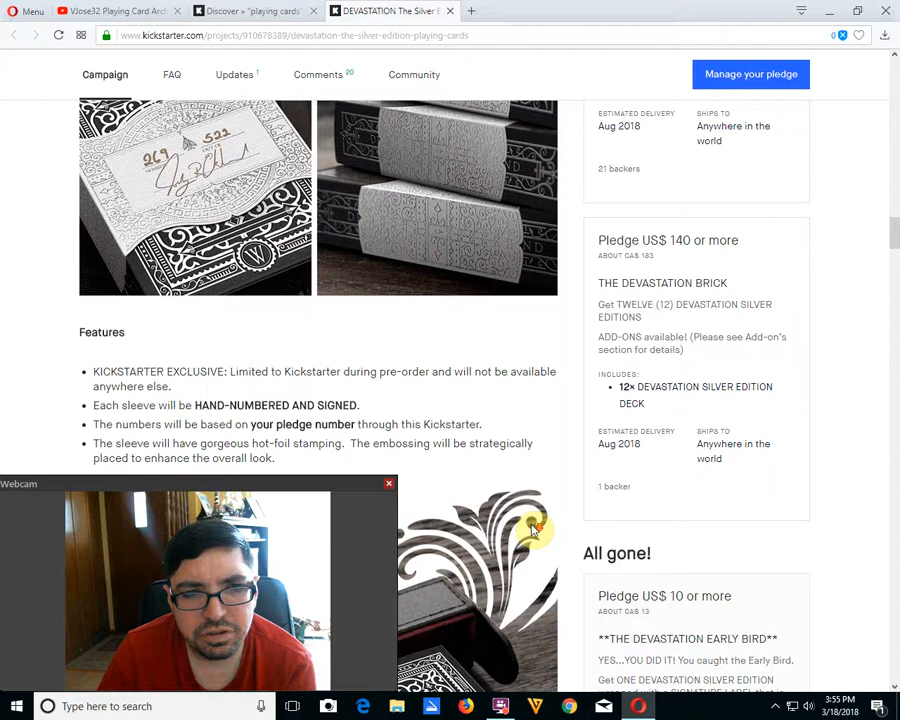 Menu
VJose32 Playing Card Arch
Discover » "playing cards"
DEVASTATION The Silver E
www.kickstarter.com/projects/910678389/devastation-the-silver-edition-playing-cards
0
Campaign
FAQ
Updates 1
Comments 20
Community
Manage your pledge
269 522
W
Features
KICKSTARTER EXCLUSIVE: Limited to Kickstarter during pre-order and will not be available
anywhere else.
Each sleeve will be HAND-NUMBERED AND SIGNED.
The numbers will be based on your pledge number through this Kickstarter.
The sleeve will have gorgeous hot-foil stamping. The embossing will be strategically
placed to enhance the overall look.
ESTIMATED DELIVERY
Aug 2018
SHIPS TO
Anywhere in the
world
21 backers
Pledge US$ 140 or more
ABOUT CA$ 183
THE DEVASTATION BRICK
Get TWELVE (12) DEVASTATION SILVER
EDITIONS
ADD-ONS available! (Please see Add-on's
section for details)
INCLUDES:
12× DEVASTATION SILVER EDITION
DECK
ESTIMATED DELIVERY
Aug 2018
SHIPS TO
Anywhere in the
world
1 backer
All gone!
Pledge US$ 10 or more
ABOUT CA$ 13
**THE DEVASTATION EARLY BIRD**
YES...YOU DID IT! You caught the Early Bird.
Get ONE DEVASTATION SILVER EDITION
Webcam
Type here to search
3:55 PM
3/18/2018
1